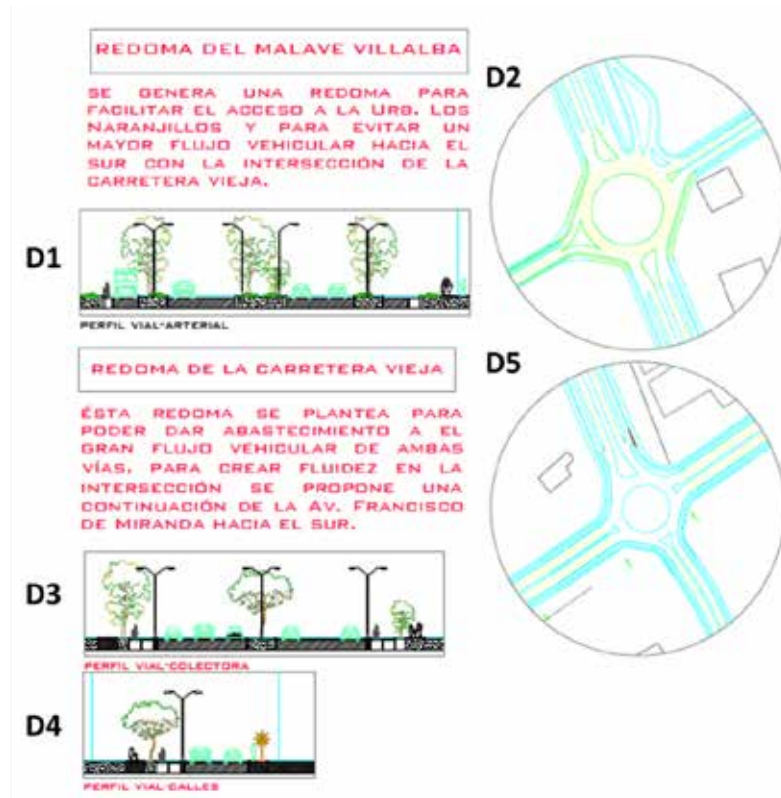 REDOMA DEL MALAVE VILLALBA
D2
SE GENERA UNA REDOMA PARA
FACILITAR EL ACCESO A LA URB. LOS
NARANJILLOS Y PARA EVITAR UN
MAYOR FLUJO VEHICULAR HACIA EL
SUR CON LA INTERSECCIÓN DE LA
CARRETERA VIEJA.
D1
PERFIL VIAL-ARTERIAL
REDOMA DE LA CARRETERA VIEJA
D5
ÉSTA REDOMA SE PLANTEA PARA
PODER DAR ABASTECIMIENTO A EL
GRAN FLUJO VEHICULAR DE AMBAS
VÍAS. PARA CREAR FLUIDEZ EN LA
INTERSECCIÓN SE PROPONE UNA
CONTINUACIÓN DE LA AV. FRANCISCO
DE MIRANDA HACIA EL SUR.
D3
PERFIL VIAL-COLECTORA
D4
PERFIL VIAL-CALLES